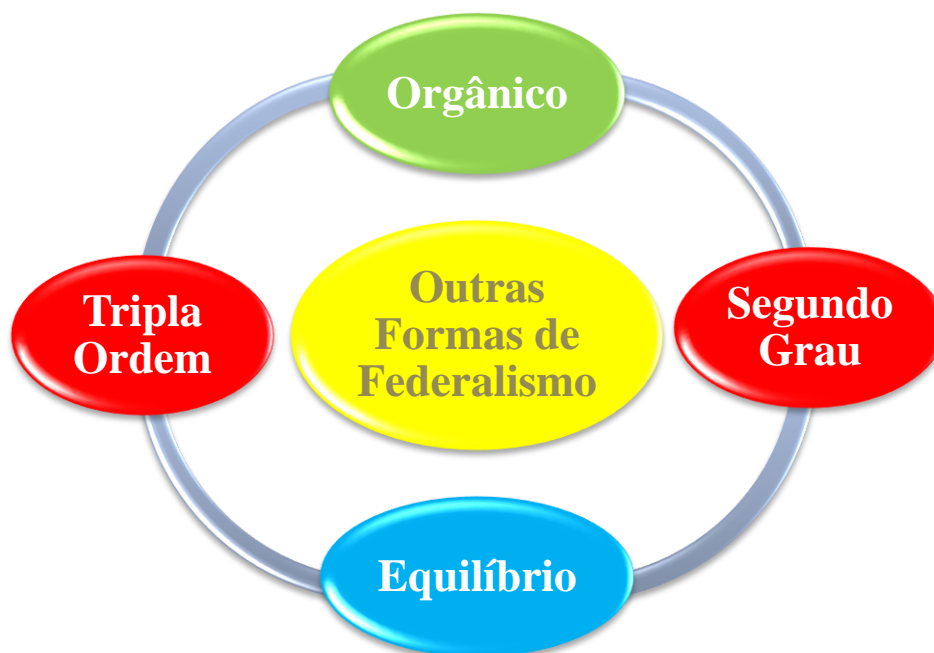 Orgânico
Tripla
Ordem
Outras
Formas de
Federalismo
Segundo
Grau
Equilíbrio